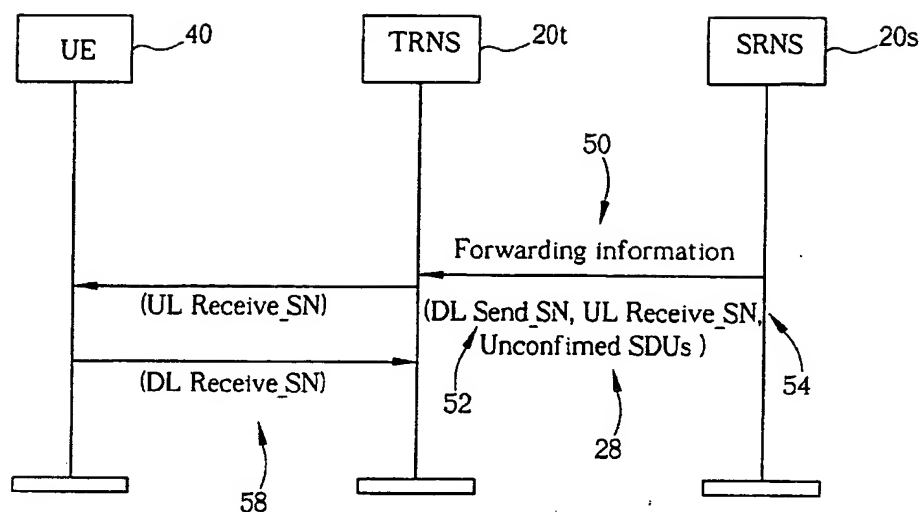 UE
40
TRNS
20t
SRNS
20s
50
Forwarding information
(UL Receive_SN)
(DL Send_SN, UL Receive_SN,
Unconfimed SDUs)
(DL Receive_SN)
52
54
28
58